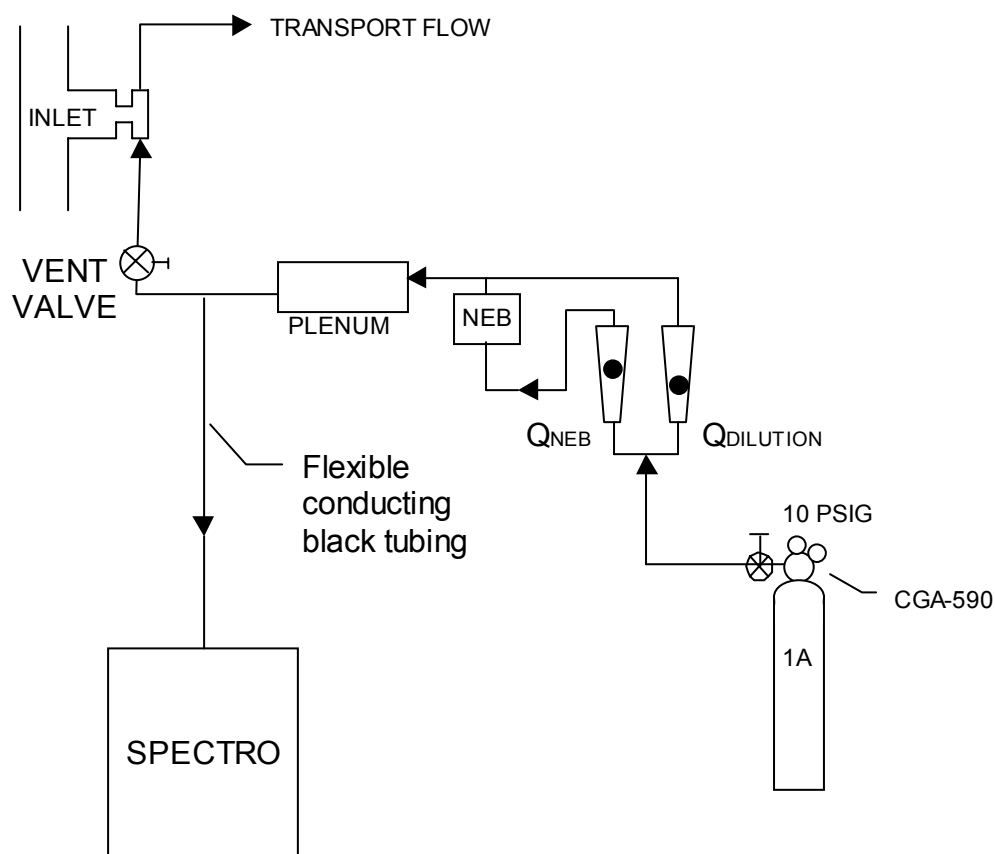 TRANSPORT FLOW
INLET
VENT
VALVE
PLENUM
NEB
QNEB
QDILUTION
Flexible
conducting
black tubing
10 PSIG
CGA-590
1A
SPECTRO